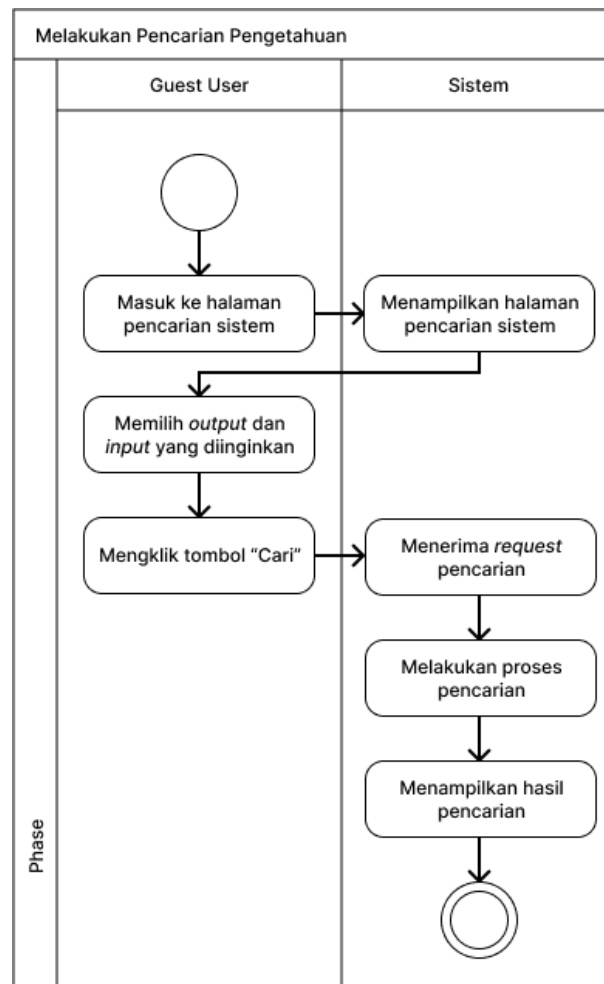 Melakukan Pencarian Pengetahuan
Guest User
Sistem
Masuk ke halaman
pencarian sistem
Menampilkan halaman
pencarian sistem
Memilih output dan
input yang diinginkan
Mengklik tombol “Cari”
Menerima request
pencarian
Melakukan proses
pencarian
Menampilkan hasil
pencarian
Phase